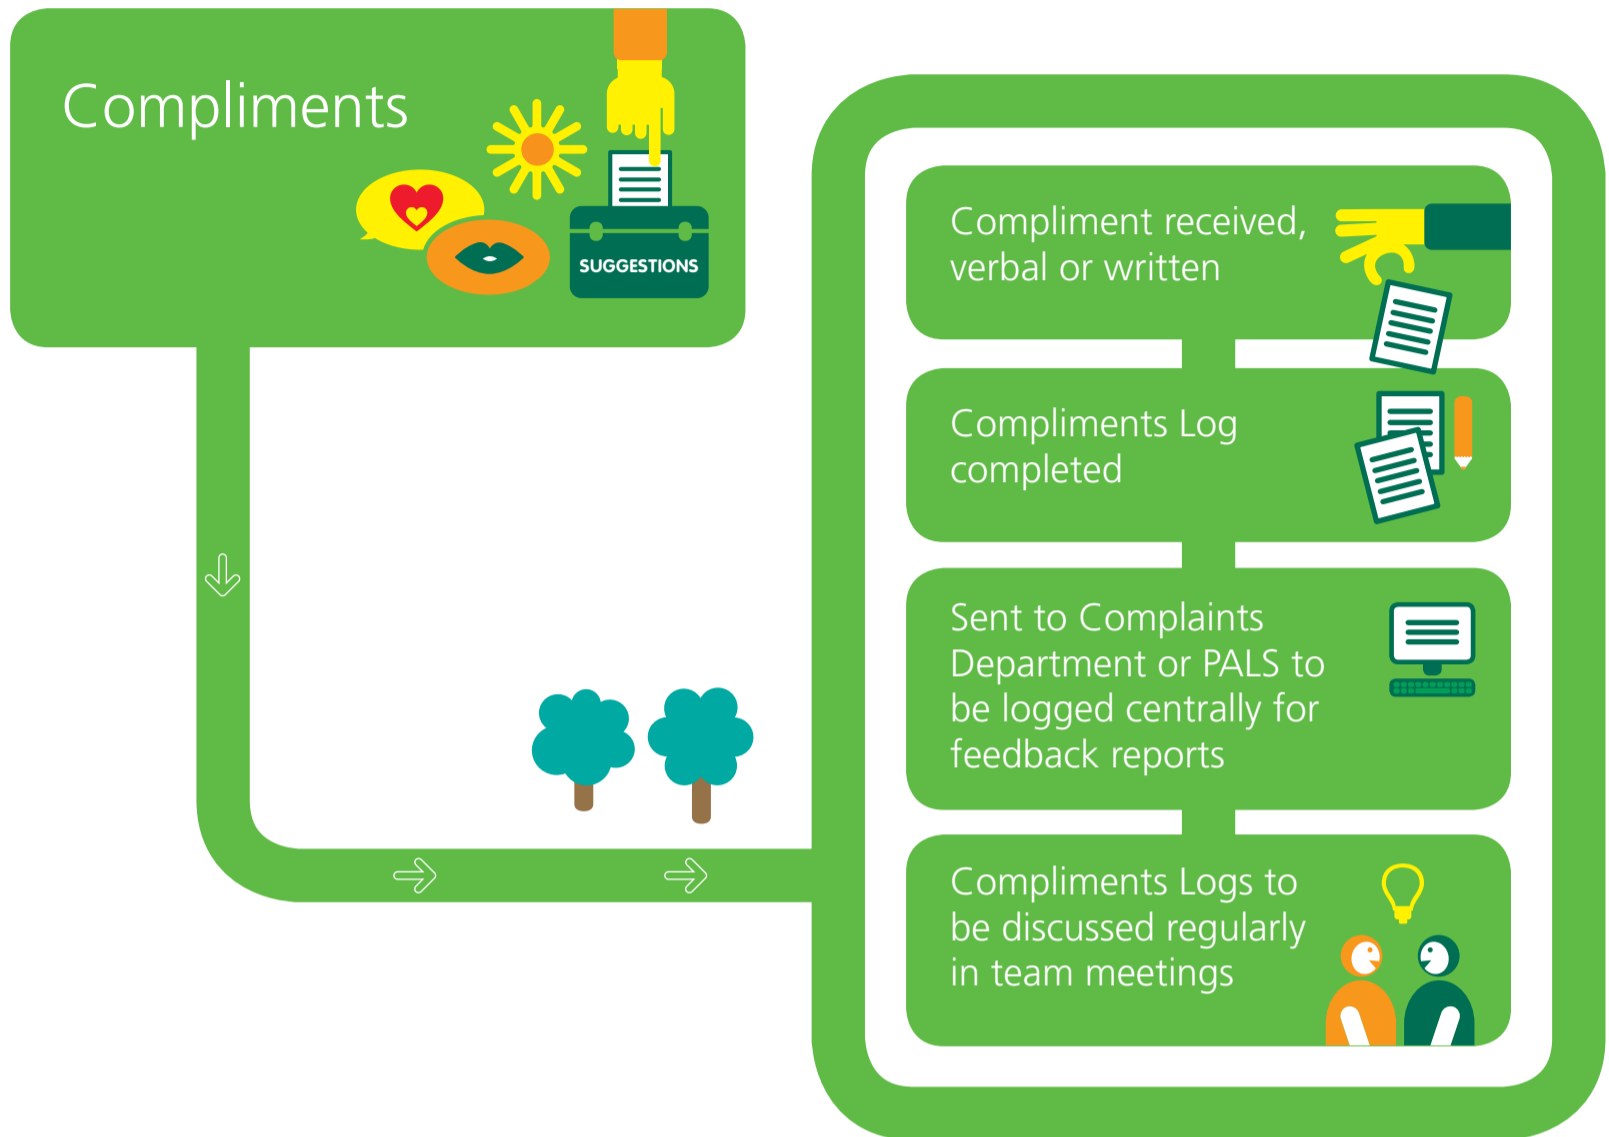 Compliments
SUGGESTIONS
Compliment received,
verbal or written
Compliments Log
completed
Sent to Complaints
Department or PALS to
be logged centrally for
feedback reports
Compliments Logs to
be discussed regularly
in team meetings